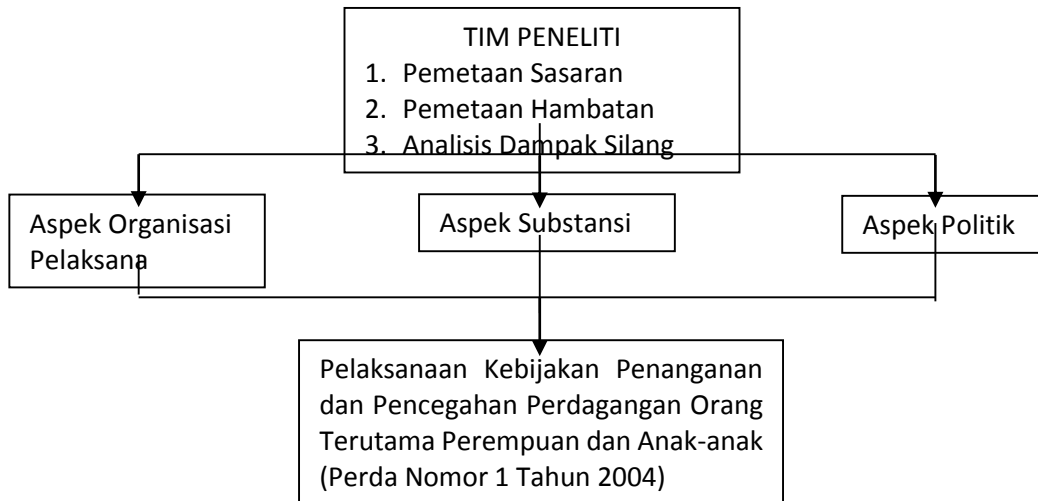 TIM PENELITI
1. Pemetaan Sasaran
2. Pemetaan Hambatan
3. Analisis Dampak Silang
Aspek Organisasi
Pelaksana
Aspek Substansi
Aspek Politik
Pelaksanaan Kebijakan Penanganan
dan Pencegahan Perdagangan Orang
Terutama Perempuan dan Anak-anak
(Perda Nomor 1 Tahun 2004)